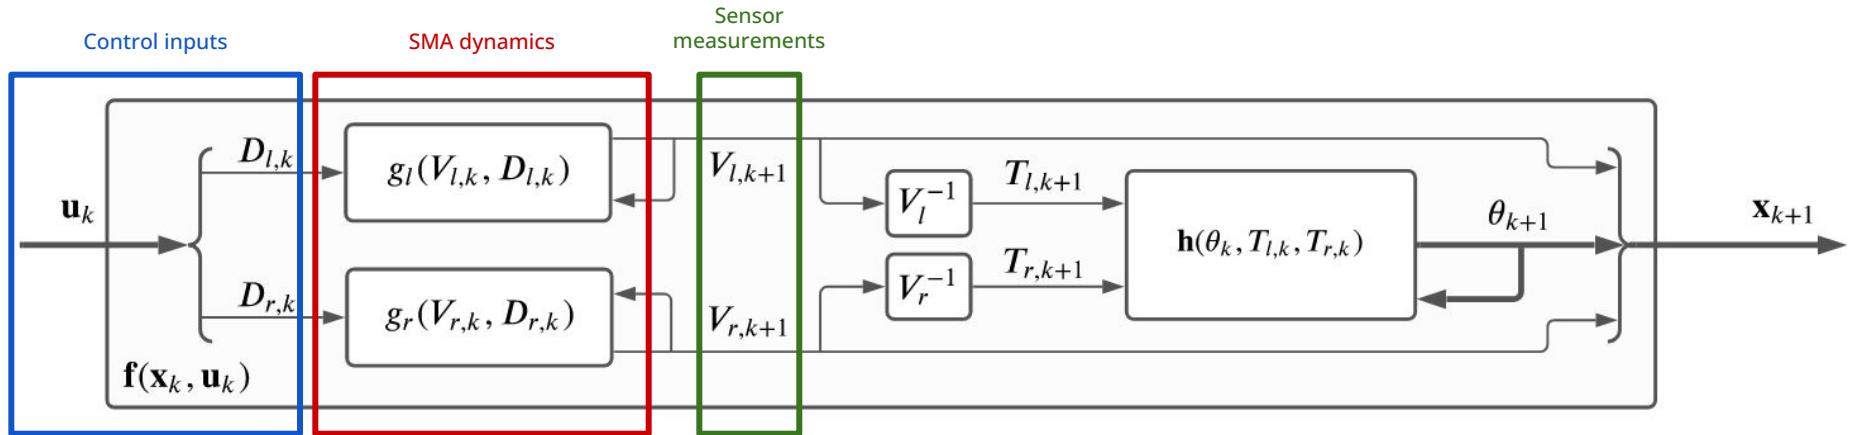 Control inputs
SMA dynamics
Sensor
measurements
D_{l,k}
g_l(V_{l,k}, D_{l,k})
V_{l,k+1}
u_k
V_l^{-1}
T_{l,k+1}
h(θ_k, T_{l,k}, T_{r,k})
θ_{k+1}
x_{k+1}
D_{r,k}
g_r(V_{r,k}, D_{r,k})
V_{r,k+1}
V_r^{-1}
T_{r,k+1}
f(x_k, u_k)